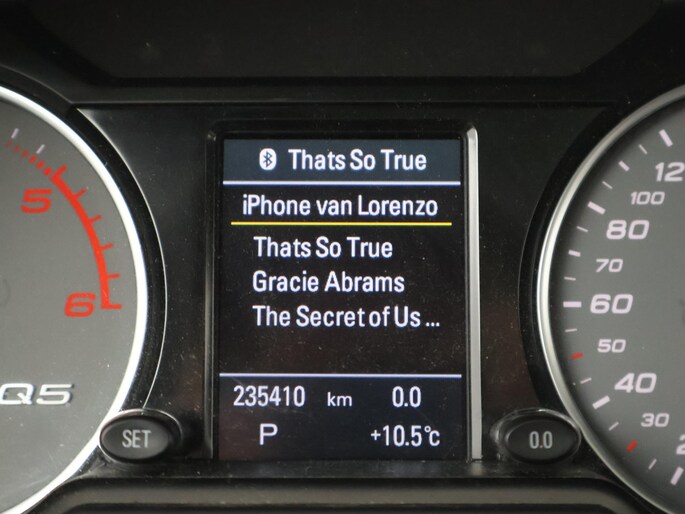 Thats So True
iPhone van Lorenzo
Thats So True
Gracie Abrams
The Secret of Us ...
235410 km 0.0
P +10.5°C
5
6
Q5
SET
0.0
12
100
80
70
60
50
40
30
2